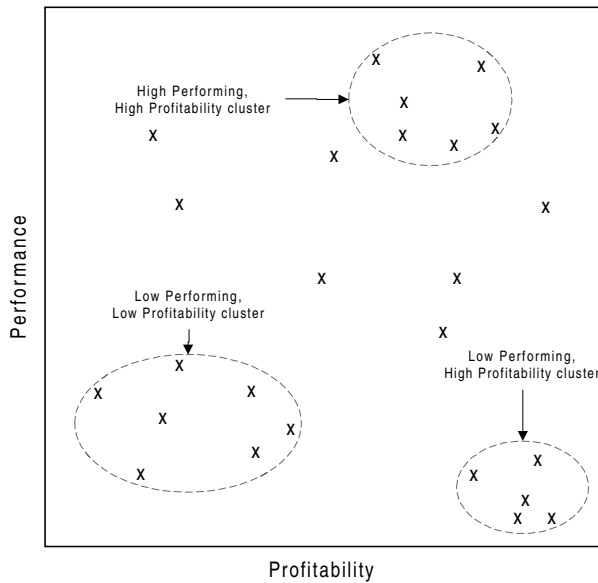 High Performing,
High Profitability cluster
Performance
Low Performing,
Low Profitability cluster
Low Performing,
High Profitability cluster
Profitability